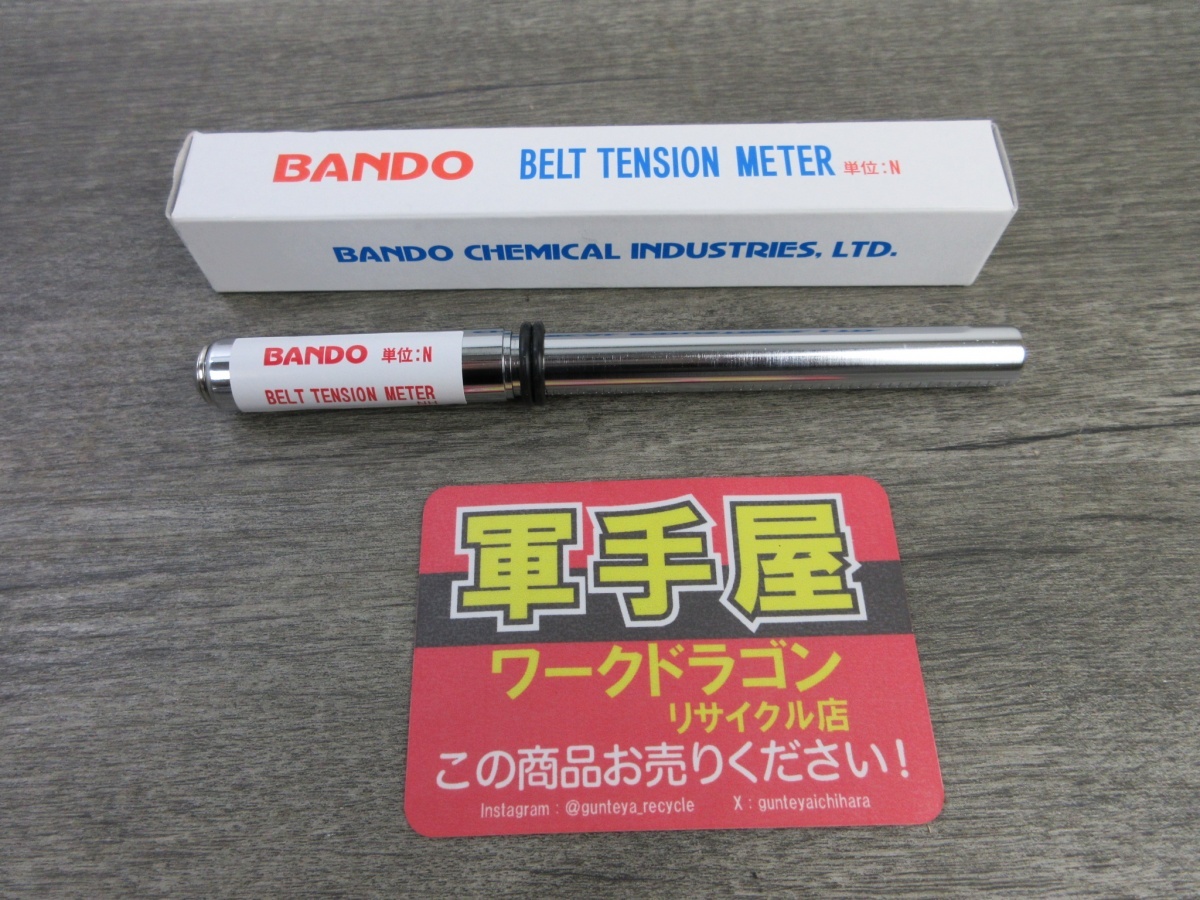 BANDO BELT TENSION METER 単位:N
BANDO CHEMICAL INDUSTRIES, LTD.
BANDO 単位:N
BELT TENSION METER
軍手屋
ワークドラゴン
リサイクル店
この商品お売りください!
Instagram : @gunteya_recycle X : gunteyaichihara